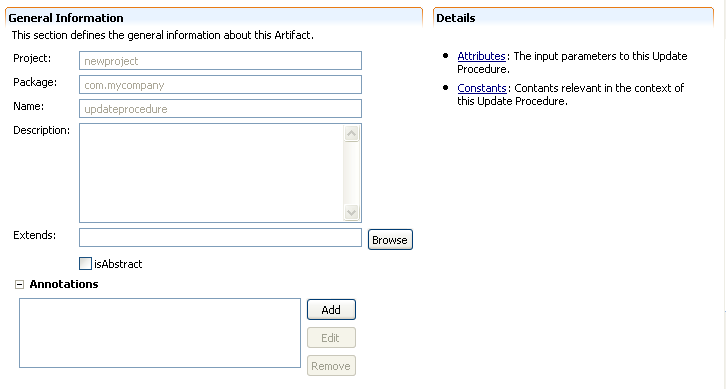 General Information
This section defines the general information about this Artifact.
Project: newproject
Package: com.mycompany
Name: updateprocedure
Description:
Extends: Browse
isAbstract
Annotations
Add
Edit
Remove
Details
• Attributes: The input parameters to this Update
Procedure.
• Constants: Contants relevant in the context of
this Update Procedure.